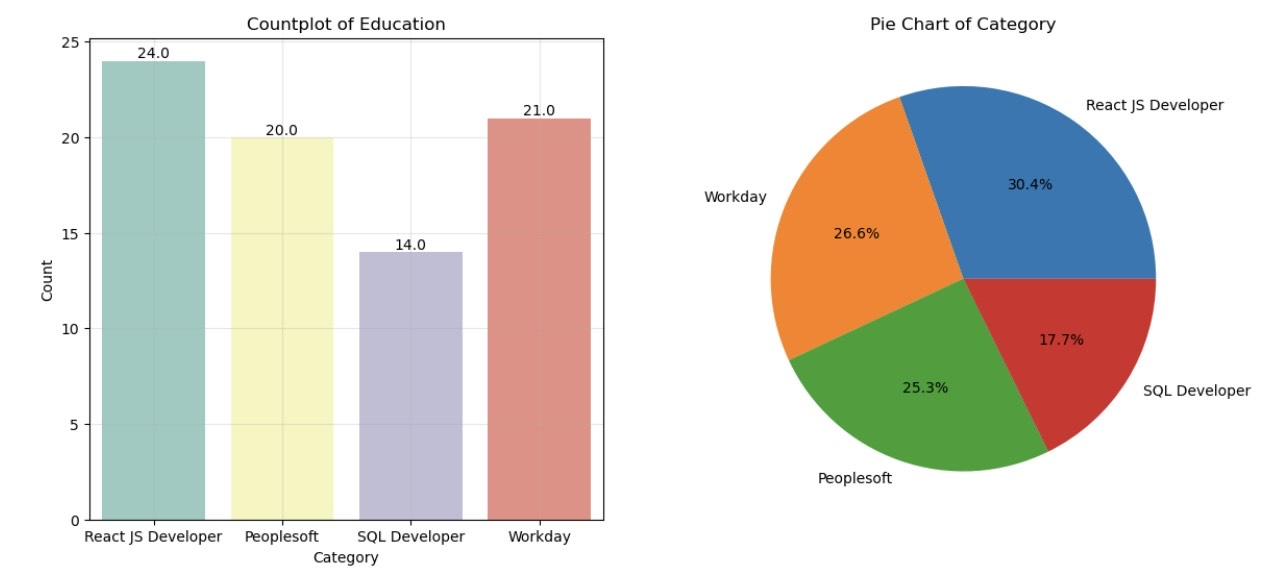 Countplot of Education
25
20
15
10
5
0
Count
24.0
20.0
14.0
21.0
React JS Developer
Peoplesoft
SQL Developer
Workday
Category
Pie Chart of Category
React JS Developer
30.4%
Workday
26.6%
25.3%
Peoplesoft
17.7%
SQL Developer